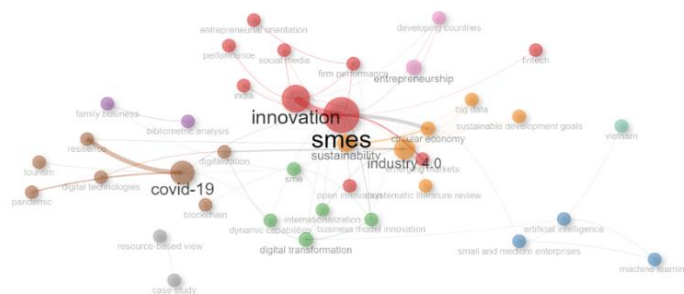 entrepreneurial orientation
developing countries
performance
social media
fintech
firm performance
entrepreneurship
india
innovation
smes
big data
family business
sustainable development goals
bibliometric analysis
circular economy
vietnam
resilience
digitalization
sustainability
industry 4.0
emerging markets
tourism
sme
digital technologies
covid-19
pandemic
open innovation
systematic literature review
blockchain
internationalization
dynamic capabilities
business model innovation
artificial intelligence
resource-based view
digital transformation
small and medium enterprises
machine learning
case study